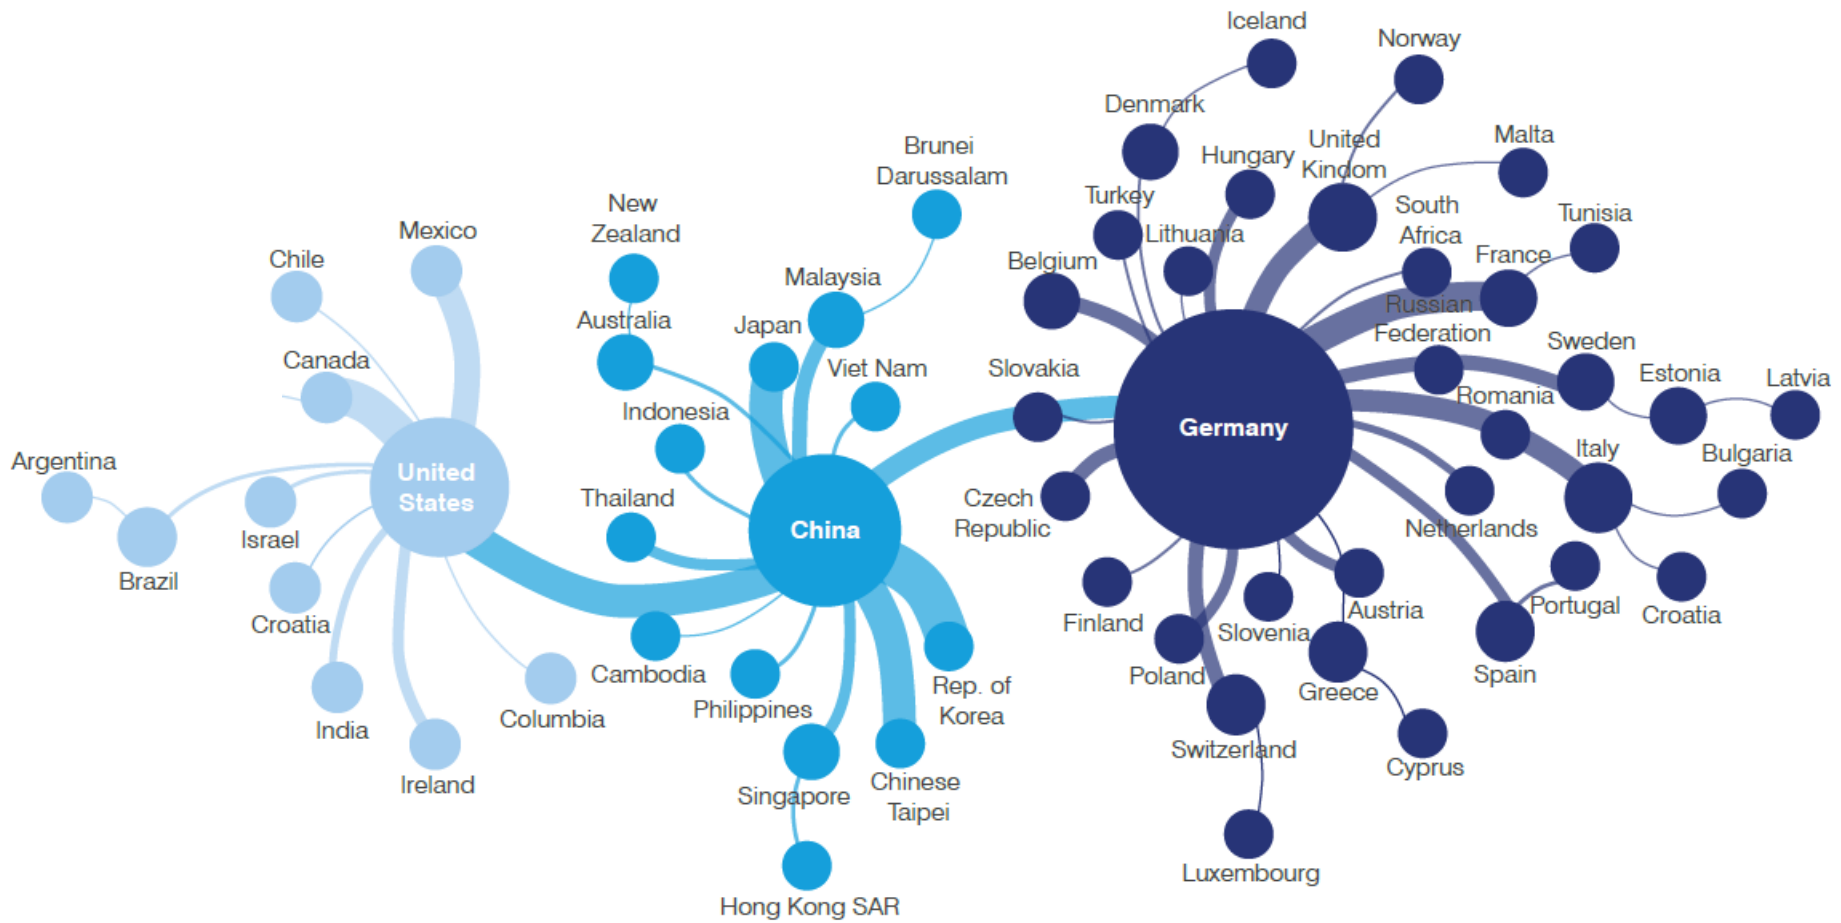 Iceland
Norway
Denmark
United
Kindom
Malta
Brunei
Darussalam
Hungary
New
Zealand
Turkey
South
Africa
Tunisia
Mexico
Lithuania
Chile
Malaysia
Belgium
France
Australia
Japan
Russian
Federation
Canada
Viet Nam
Slovakia
Sweden
Estonia
Latvia
Indonesia
Romania
Argentina
United
States
Germany
Italy
Bulgaria
Thailand
China
Czech
Republic
Israel
Netherlands
Brazil
Croatia
Finland
Slovenia
Austria
Portugal
Croatia
Cambodia
Rep. of
Korea
Poland
Greece
Spain
India
Columbia
Philippines
Switzerland
Ireland
Singapore
Chinese
Taipei
Cyprus
Luxembourg
Hong Kong SAR